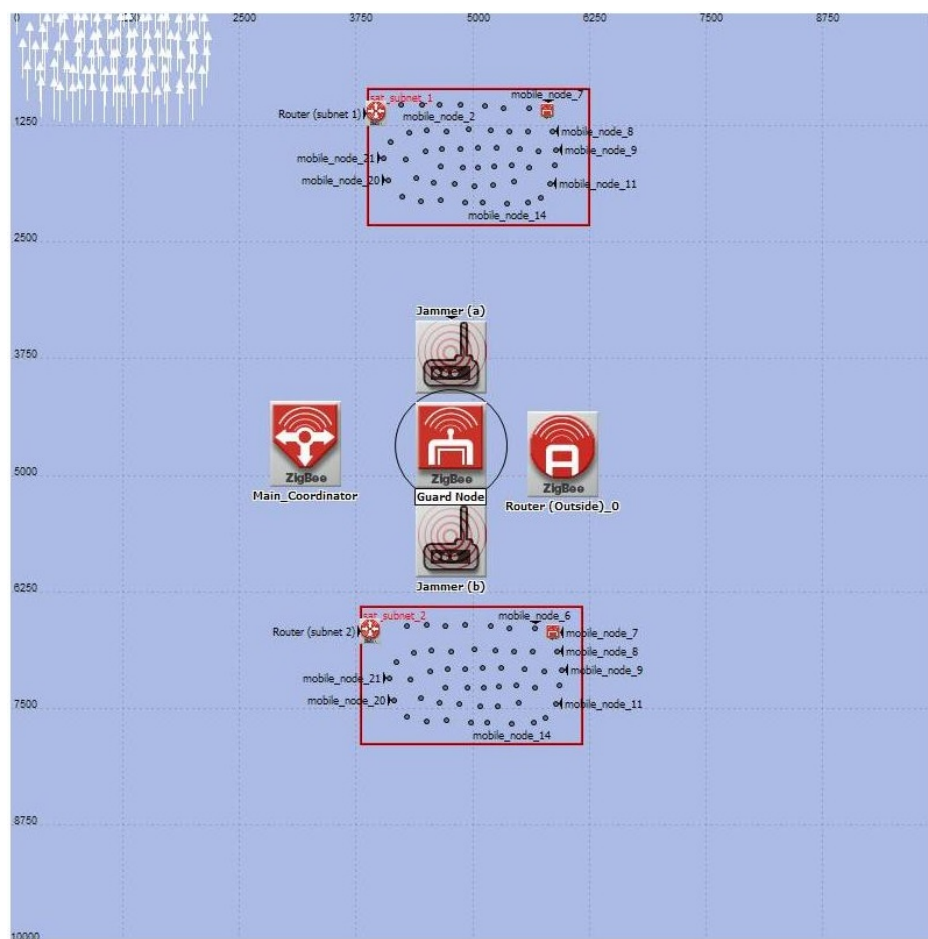 0
2500
3750
5000
6250
7500
8750
sat_subnet_1
mobile_node_7
Router (subnet 1)
mobile_node_2
1250
mobile_node_8
mobile_node_9
mobile_node_21
mobile_node_20
mobile_node_11
mobile_node_14
2500
Jammer (a)
3750
5000
ZigBee
ZigBee
ZigBee
Main_Coordinator
Guard Node
Router (Outside)_0
6250
Jammer (b)
sat_subnet_2
mobile_node_6
Router (subnet 2)
mobile_node_7
mobile_node_8
mobile_node_9
mobile_node_21
mobile_node_20
mobile_node_11
7500
mobile_node_14
8750
10000